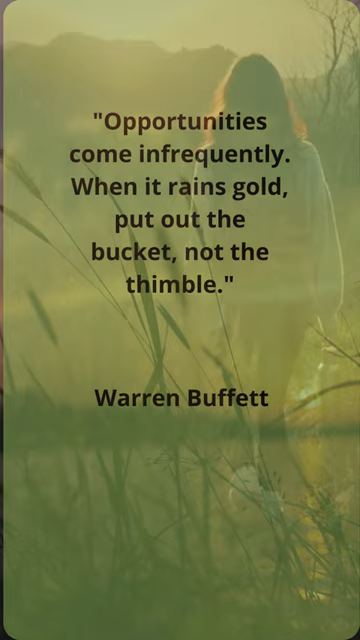 "Opportunities
come infrequently.
When it rains gold,
put out the
bucket, not the
thimble."
Warren Buffett